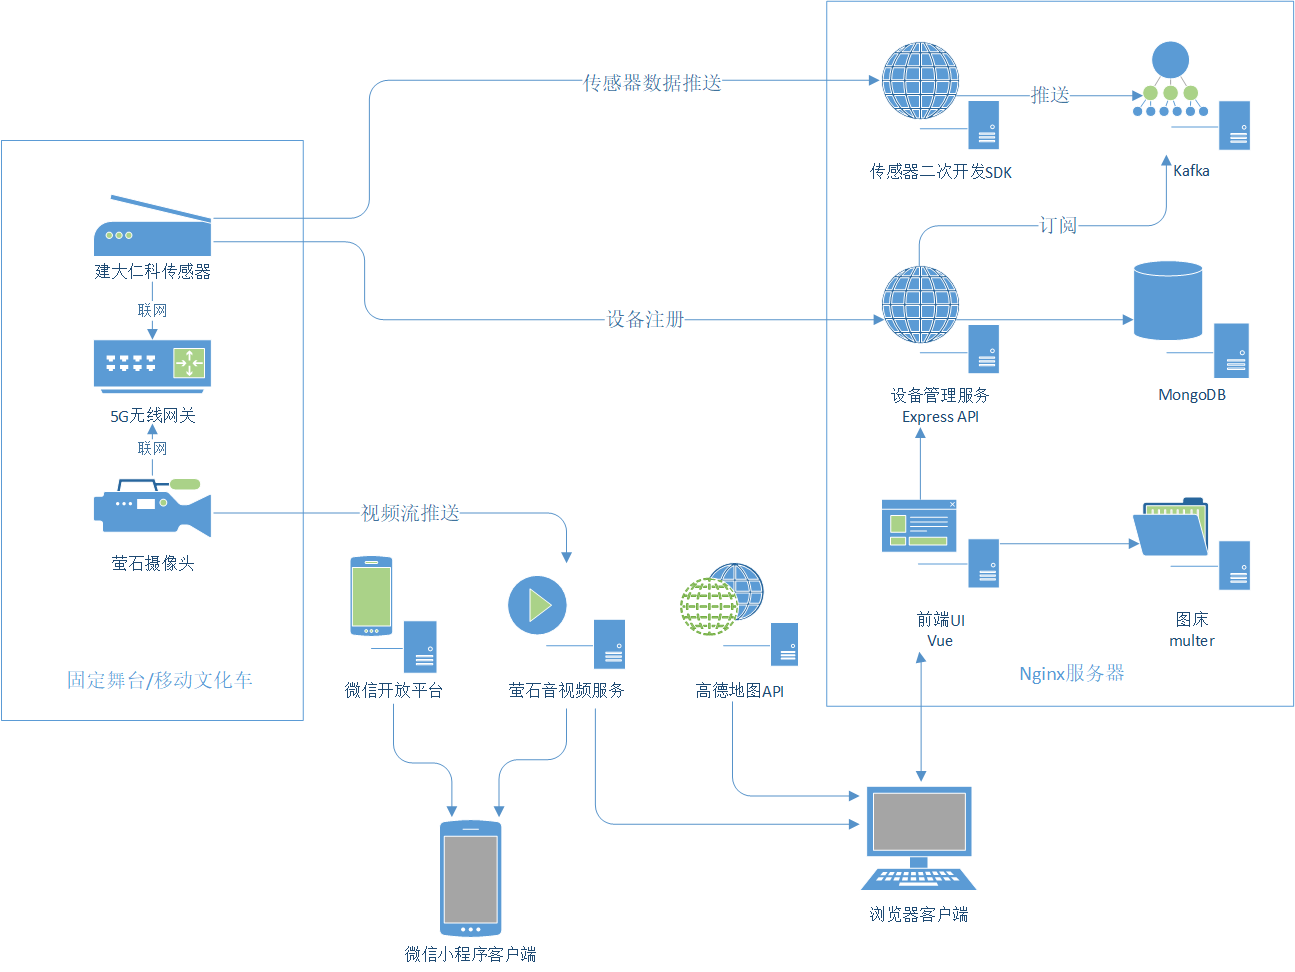 传感器数据推送
推送
传感器二次开发SDK
Kafka
订阅
建大仁科传感器
联网
设备注册
设备管理服务
Express API
MongoDB
5G无线网关
联网
视频流推送
萤石摄像头
前端UI
Vue
图床
multer
固定舞台/移动文化车
微信开放平台
萤石音视频服务
高德地图API
Nginx服务器
浏览器客户端
微信小程序客户端